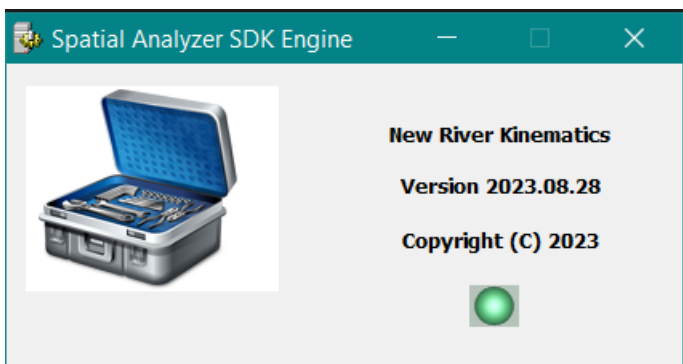 Spatial Analyzer SDK Engine
New River Kinematics
Version 2023.08.28
Copyright (C) 2023